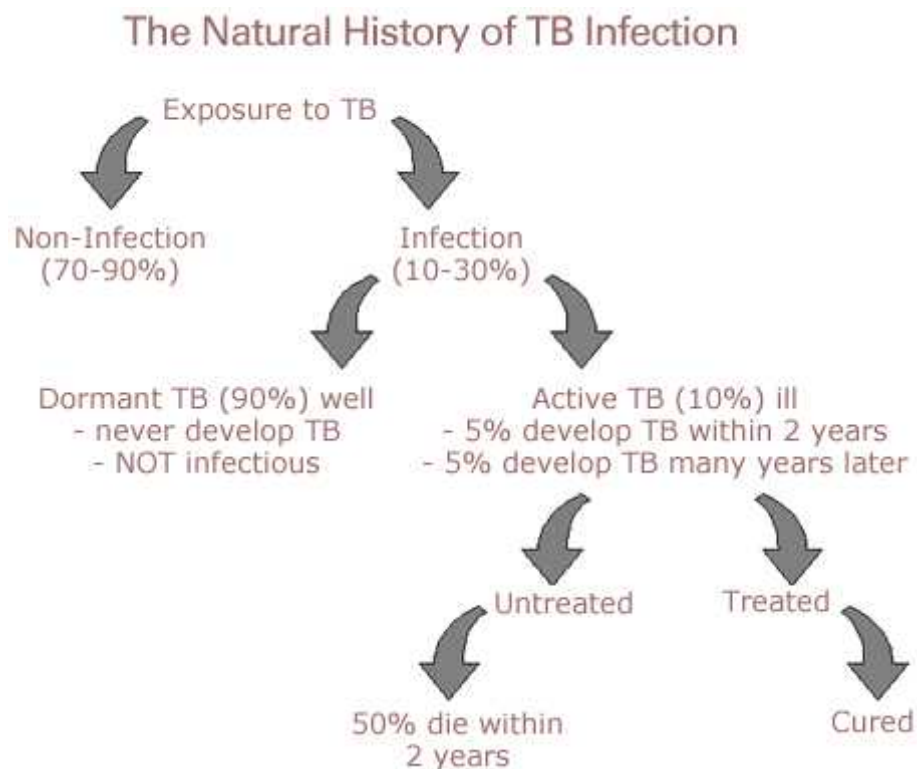 The Natural History of TB Infection
Exposure to TB
Non-Infection
(70-90%)
Infection
(10-30%)
Dormant TB (90%) well
- never develop TB
- NOT infectious
Active TB (10%) ill
- 5% develop TB within 2 years
- 5% develop TB many years later
Untreated
Treated
50% die within
2 years
Cured